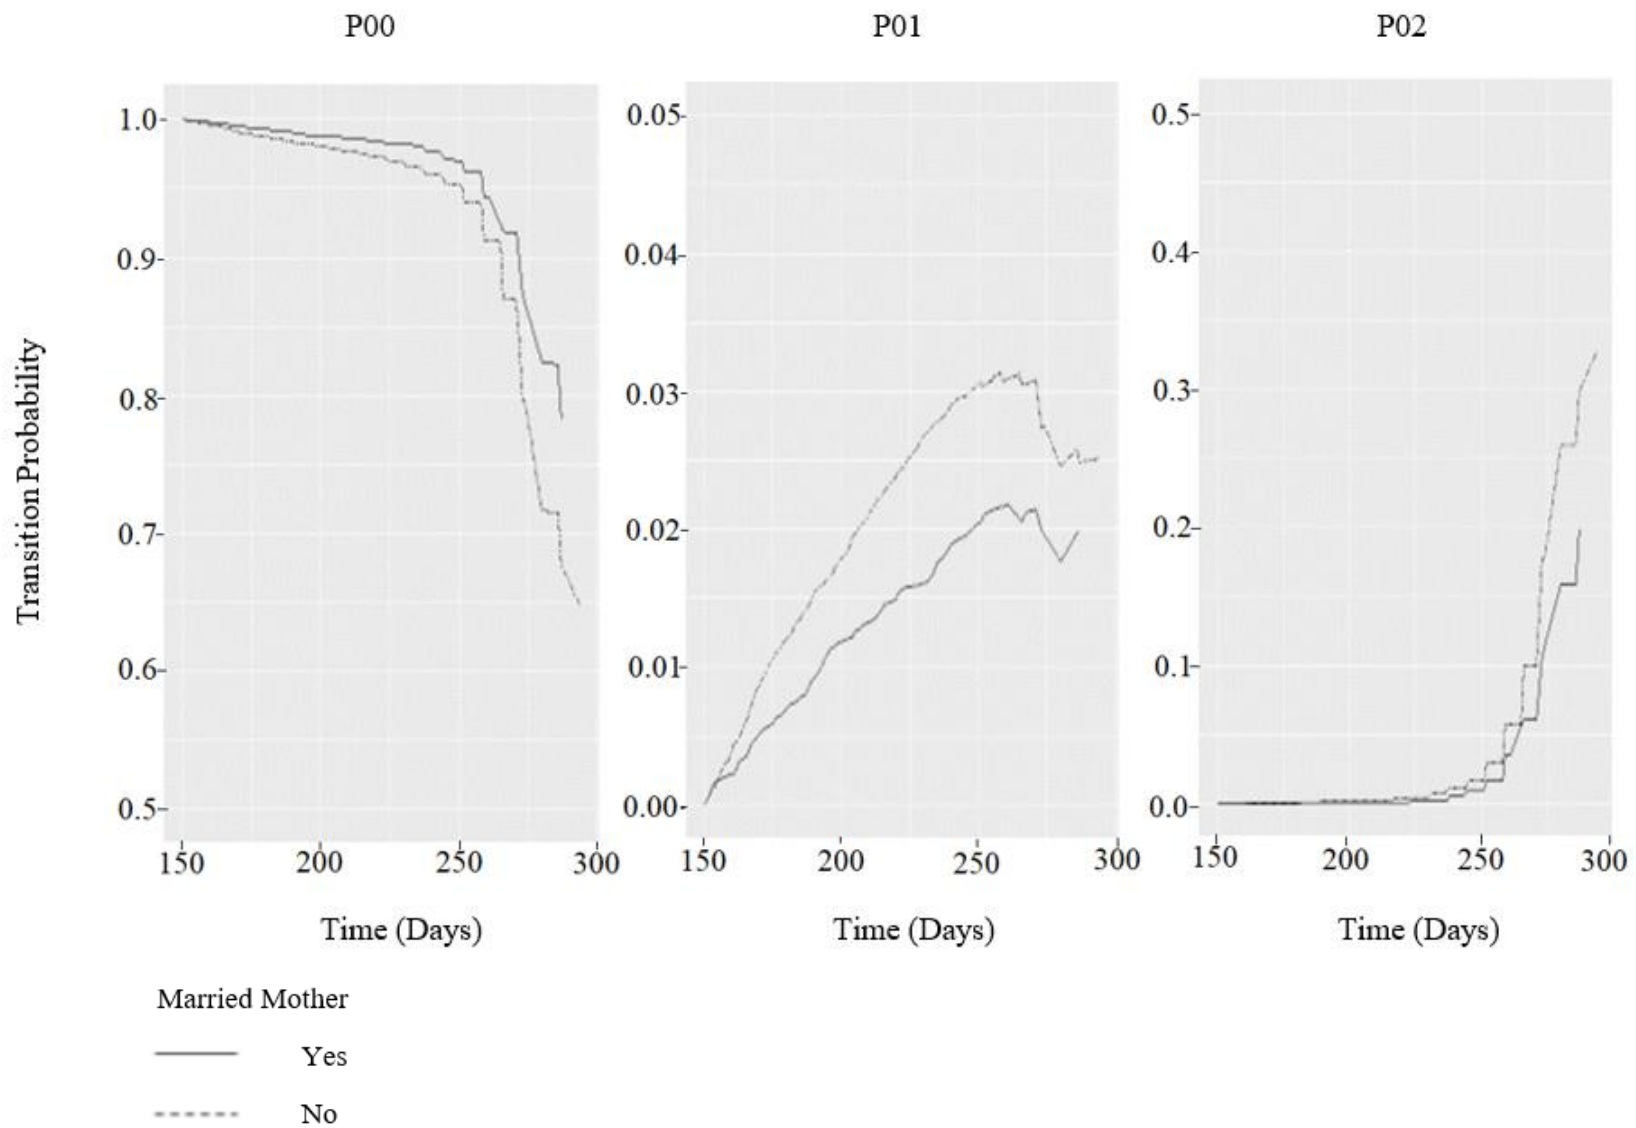 P00
P01
P02
Transition Probability
1.0
0.9
0.8
0.7
0.6
0.5
150 200 250 300
Time (Days)
0.05
0.04
0.03
0.02
0.01
0.00
150 200 250 300
Time (Days)
0.5
0.4
0.3
0.2
0.1
0.0
150 200 250 300
Time (Days)
Married Mother
Yes
No